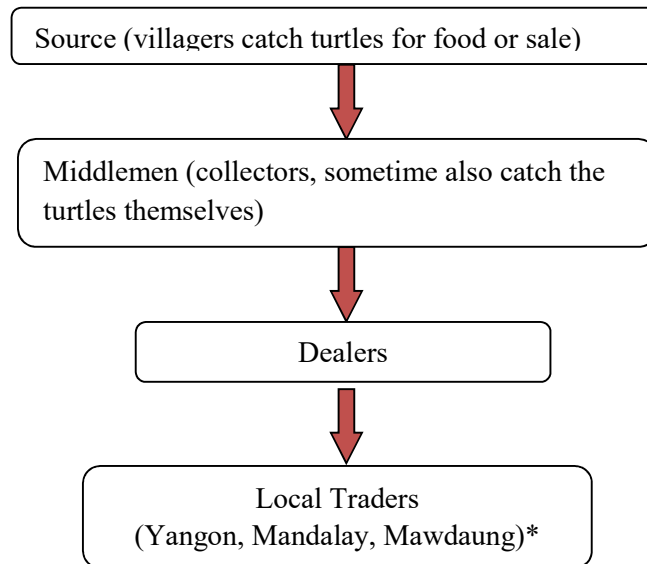 Source (villagers catch turtles for food or sale)
Middlemen (collectors, sometime also catch the
turtles themselves)
Dealers
Local Traders
(Yangon, Mandalay, Mawdaung)*